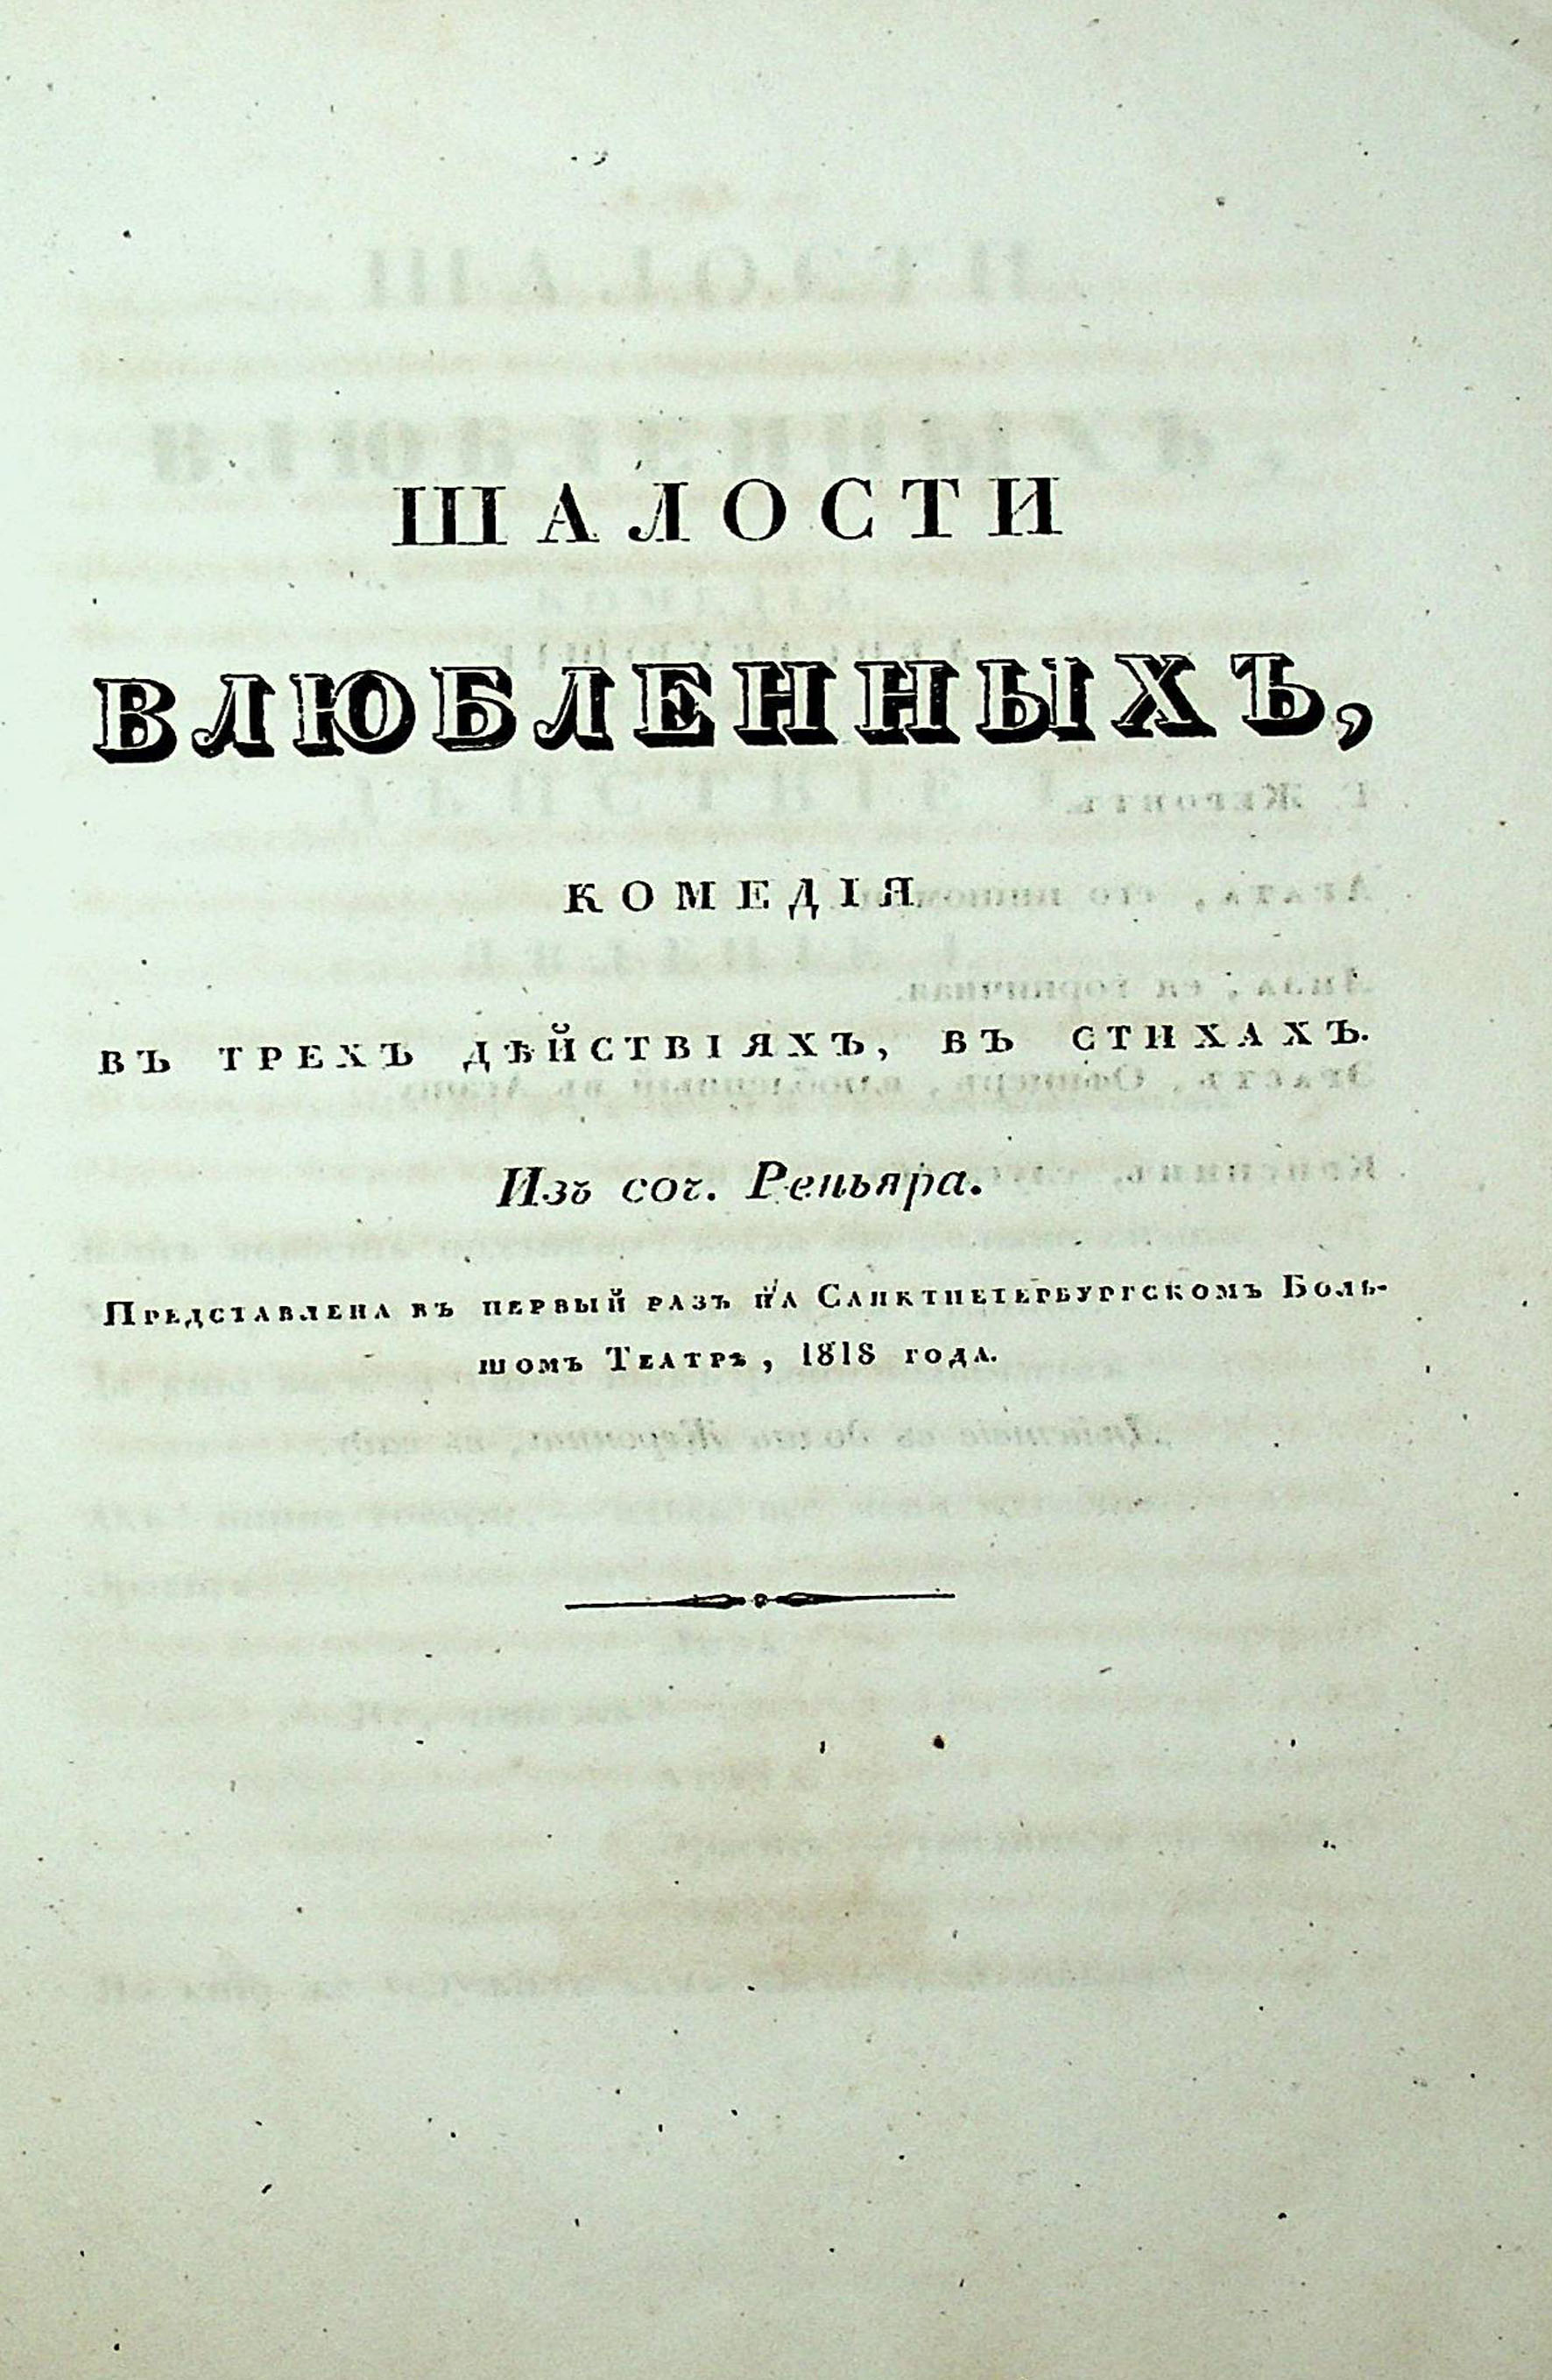 ШАЛОСТИ
ВЛЮБЛЕННЫХЪ,
КОМЕДІЯ
ВЪ ТРЕХЪ ДѢЙСТВІЯХЪ, ВЪ СТИХАХЪ.
Изъ соч. Реньяра.
Представлена въ первый разъ на Санктпетербургскомъ Боль-
шомъ Театрѣ, 1818 года.